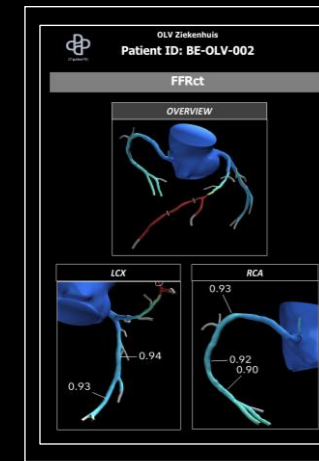 OLV Ziekenhuis
Patient ID: BE-OLV-002
FFRct
OVERVIEW
LCX
0.94
0.93
RCA
0.93
0.92
0.90